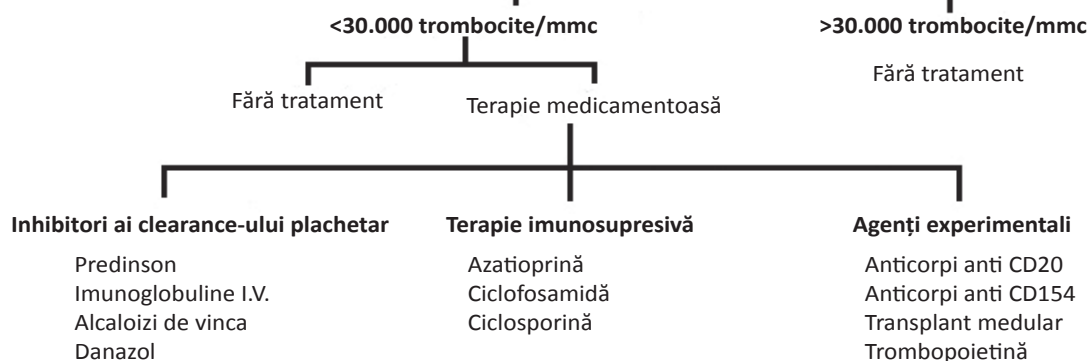 <30.000 trombocite/mmc
>30.000 trombocite/mmc
Fără tratament
Fără tratament
Terapie medicamentoasă
Inhibitori ai clearance-ului plachetar
Predinson
Imunoglobuline I.V.
Alcaloizi de vinca
Danazol
Terapie imunosupresivă
Azatioprină
Ciclofosamidă
Ciclosporină
Agenți experimentali
Anticorpi anti CD20
Anticorpi anti CD154
Transplant medular
Trombopoietină